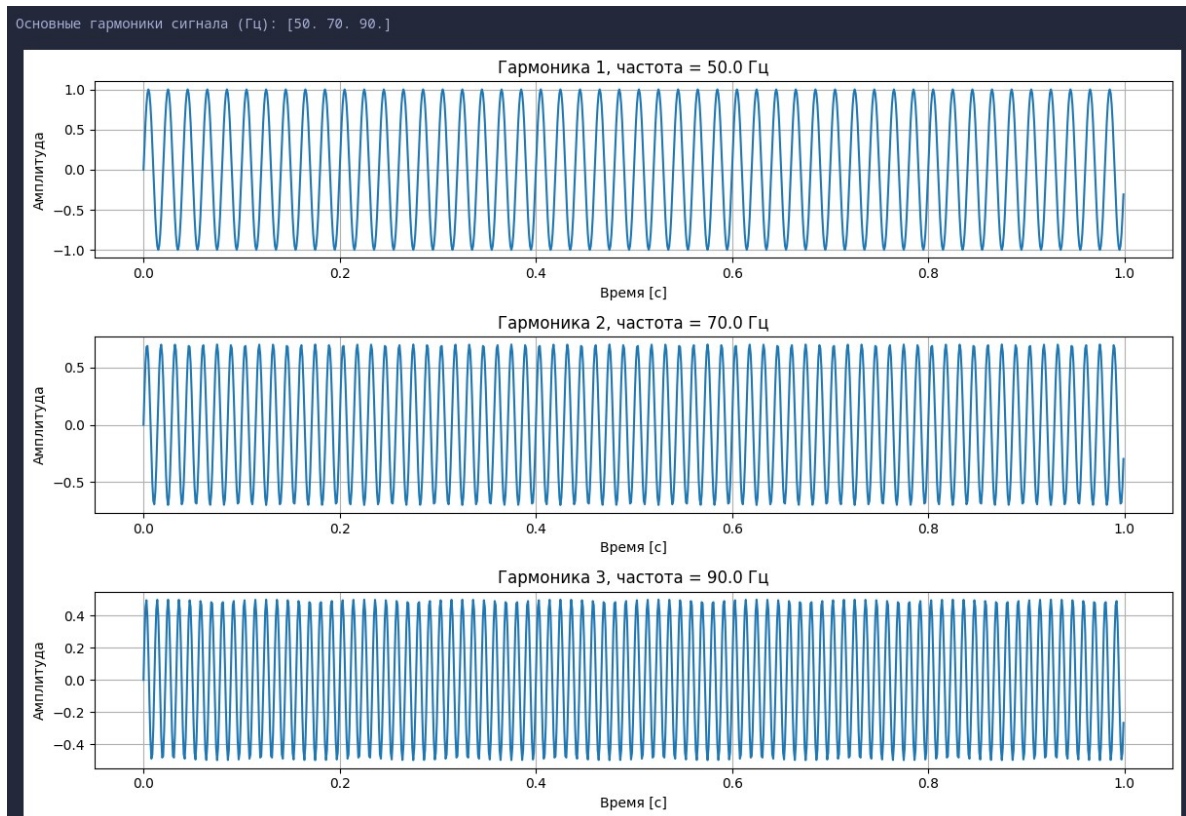 Основные гармоники сигнала (Гц): [50. 70. 90.]
Гармоника 1, частота = 50.0 Гц
1.0
0.5
0.0
−0.5
−1.0
Амплитуда
0.0 0.2 0.4 0.6 0.8 1.0
Время [с]
Гармоника 2, частота = 70.0 Гц
0.5
0.0
−0.5
Амплитуда
0.0 0.2 0.4 0.6 0.8 1.0
Время [с]
Гармоника 3, частота = 90.0 Гц
0.4
0.2
0.0
−0.2
−0.4
Амплитуда
0.0 0.2 0.4 0.6 0.8 1.0
Время [с]